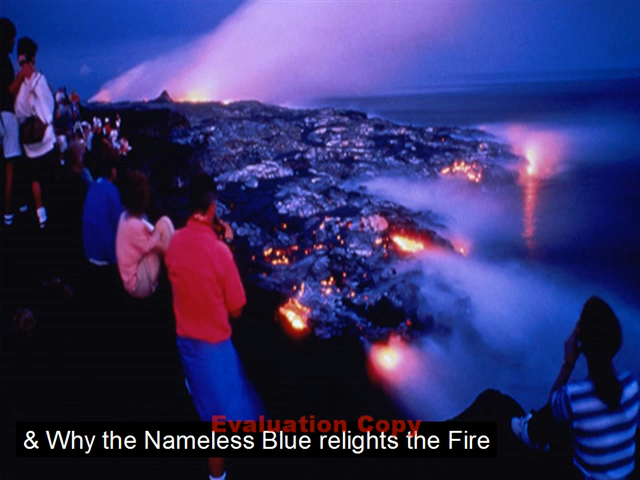 Evaluation Copy
& Why the Nameless Blue relights the Fire